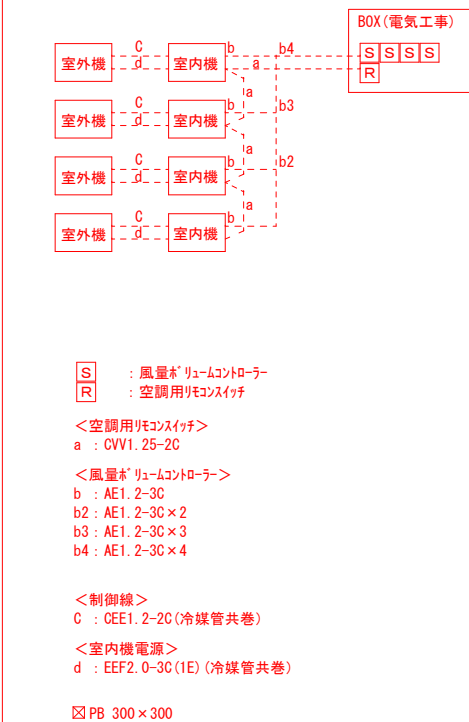 BOX(電気工事)
S S S S
R
C b b4
室外機 d 室内機 a
a
C b b3
室外機 d 室内機
a
C b b2
室外機 d 室内機
a
C b
室外機 d 室内機
S :風量ﾎﾞﾘｭｰﾑｺﾝﾄﾛｰﾗｰ
R :空調用ﾘﾓｺﾝｽｲｯﾁ
<空調用ﾘﾓｺﾝｽｲｯﾁ>
a :CVV1.25-2C
<風量ﾎﾞﾘｭｰﾑｺﾝﾄﾛｰﾗｰ>
b :AE1.2-3C
b2:AE1.2-3C×2
b3:AE1.2-3C×3
b4:AE1.2-3C×4
<制御線>
C :CEE1.2-2C(冷媒管共巻)
<室内機電源>
d :EEF2.0-3C(1E)(冷媒管共巻)
PB 300×300